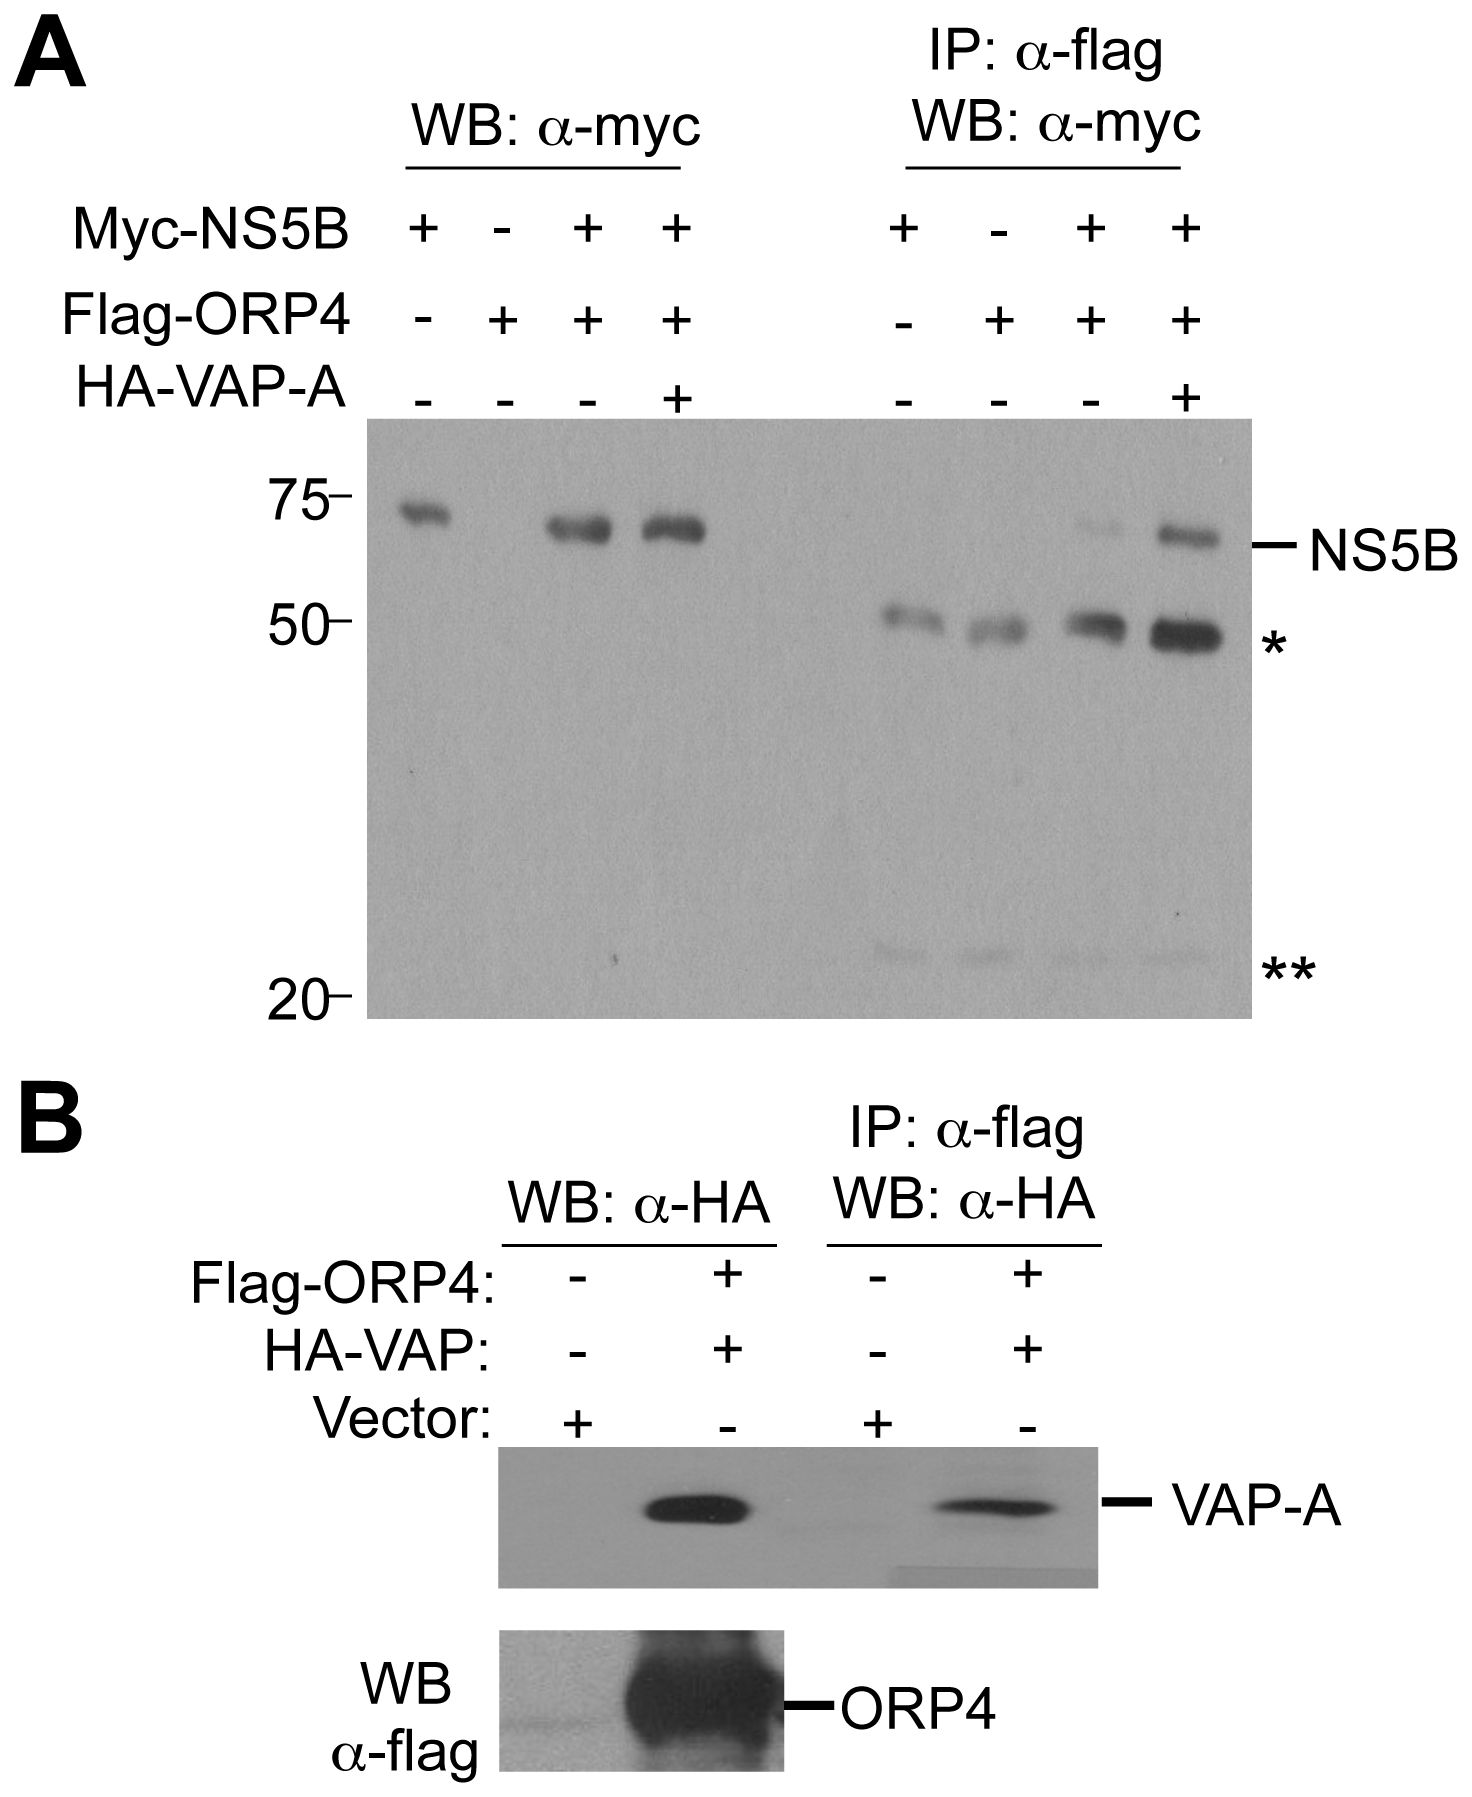 A
IP: α-flag
WB: α-myc
WB: α-myc
Myc-NS5B + - + + + - + +
Flag-ORP4 - + + + - + + +
HA-VAP-A - - - + - - - +
75
NS5B
50
*
**
20
B
IP: α-flag
WB: α-HA
WB: α-HA
Flag-ORP4: - + - +
HA-VAP: - + - +
Vector: + - + -
VAP-A
WB
α-flag
ORP4